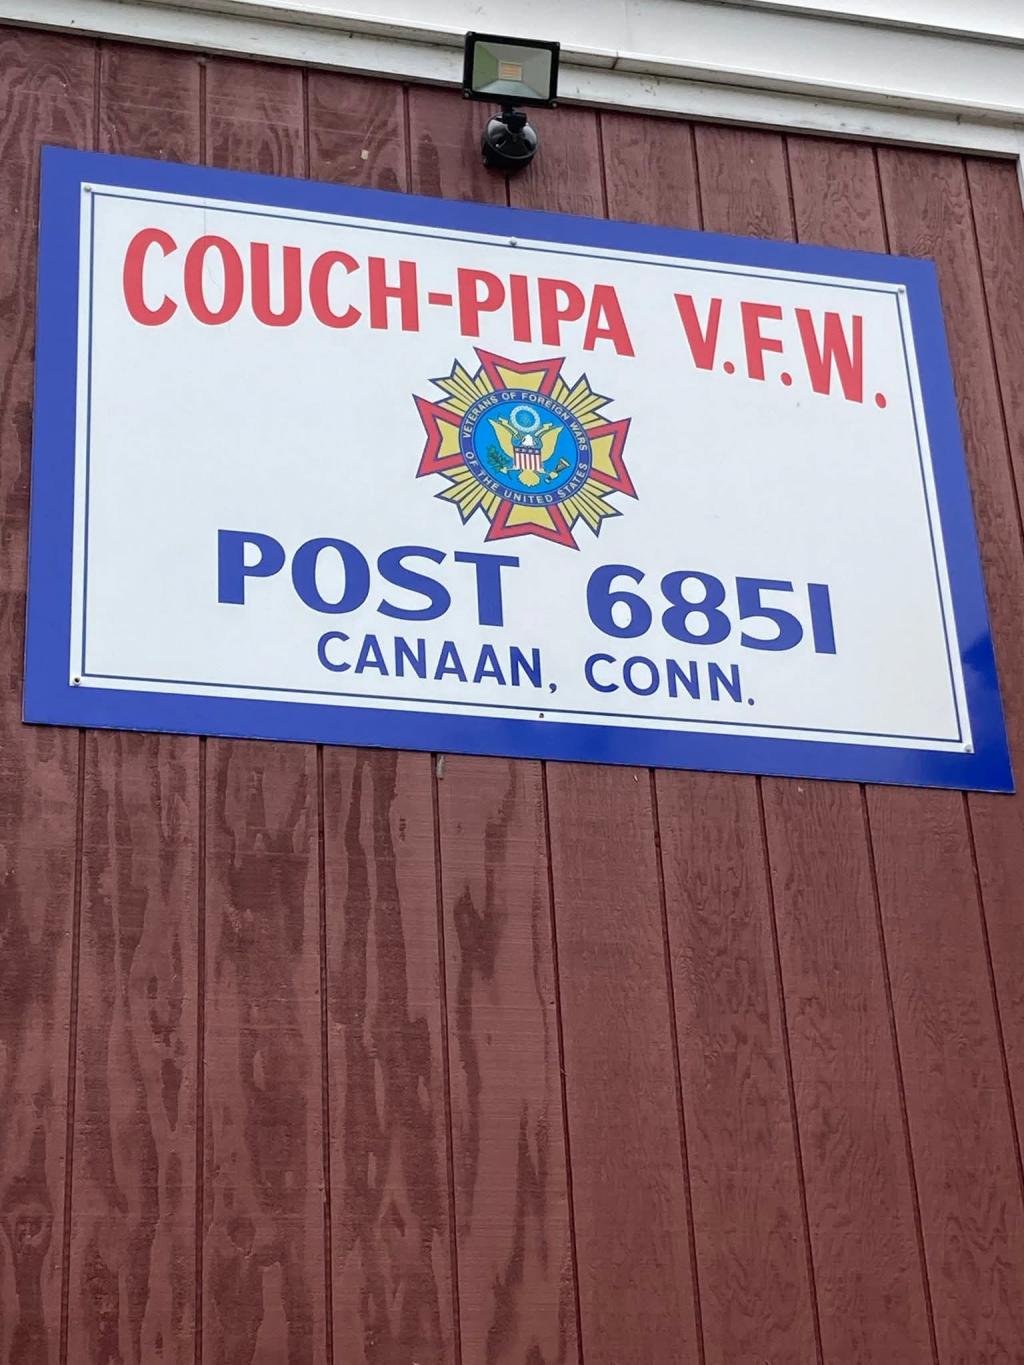 COUCH-PIPA V.F.W.
VETERANS OF FOREIGN WARS
OF THE UNITED STATES
POST 6851
CANAAN, CONN.